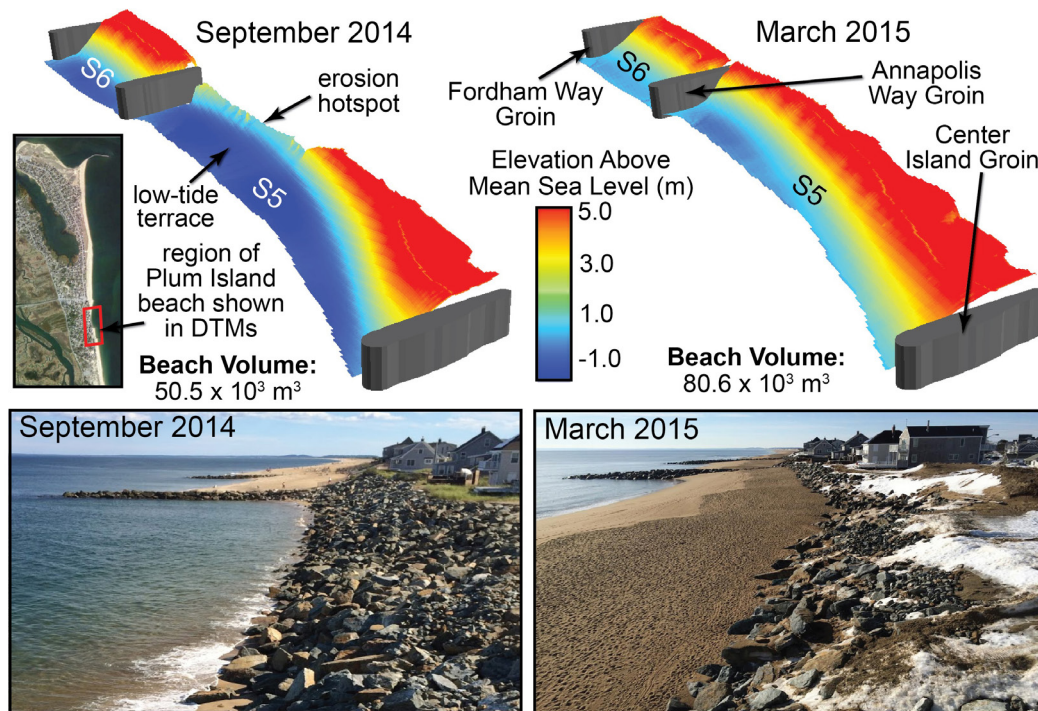 September 2014
S6
erosion
hotspot
S5
low-tide
terrace
region of
Plum Island
beach shown
in DTMs
Beach Volume:
50.5 x 10³ m³
March 2015
S6
Fordham Way
Groin
Annapolis
Way Groin
Center
Island Groin
Elevation Above
Mean Sea Level (m)
5.0
3.0
1.0
-1.0
S5
Beach Volume:
80.6 x 10³ m³
September 2014
March 2015